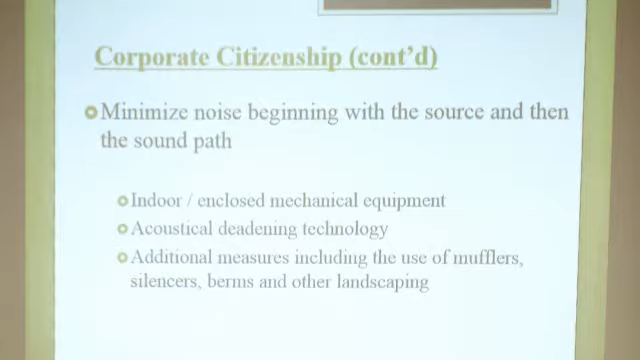 Corporate Citizenship (cont'd)
Minimize noise beginning with the source and then
the sound path
Indoor / enclosed mechanical equipment
Acoustical deadening technology
Additional measures including the use of mufflers,
silencers, berms and other landscaping